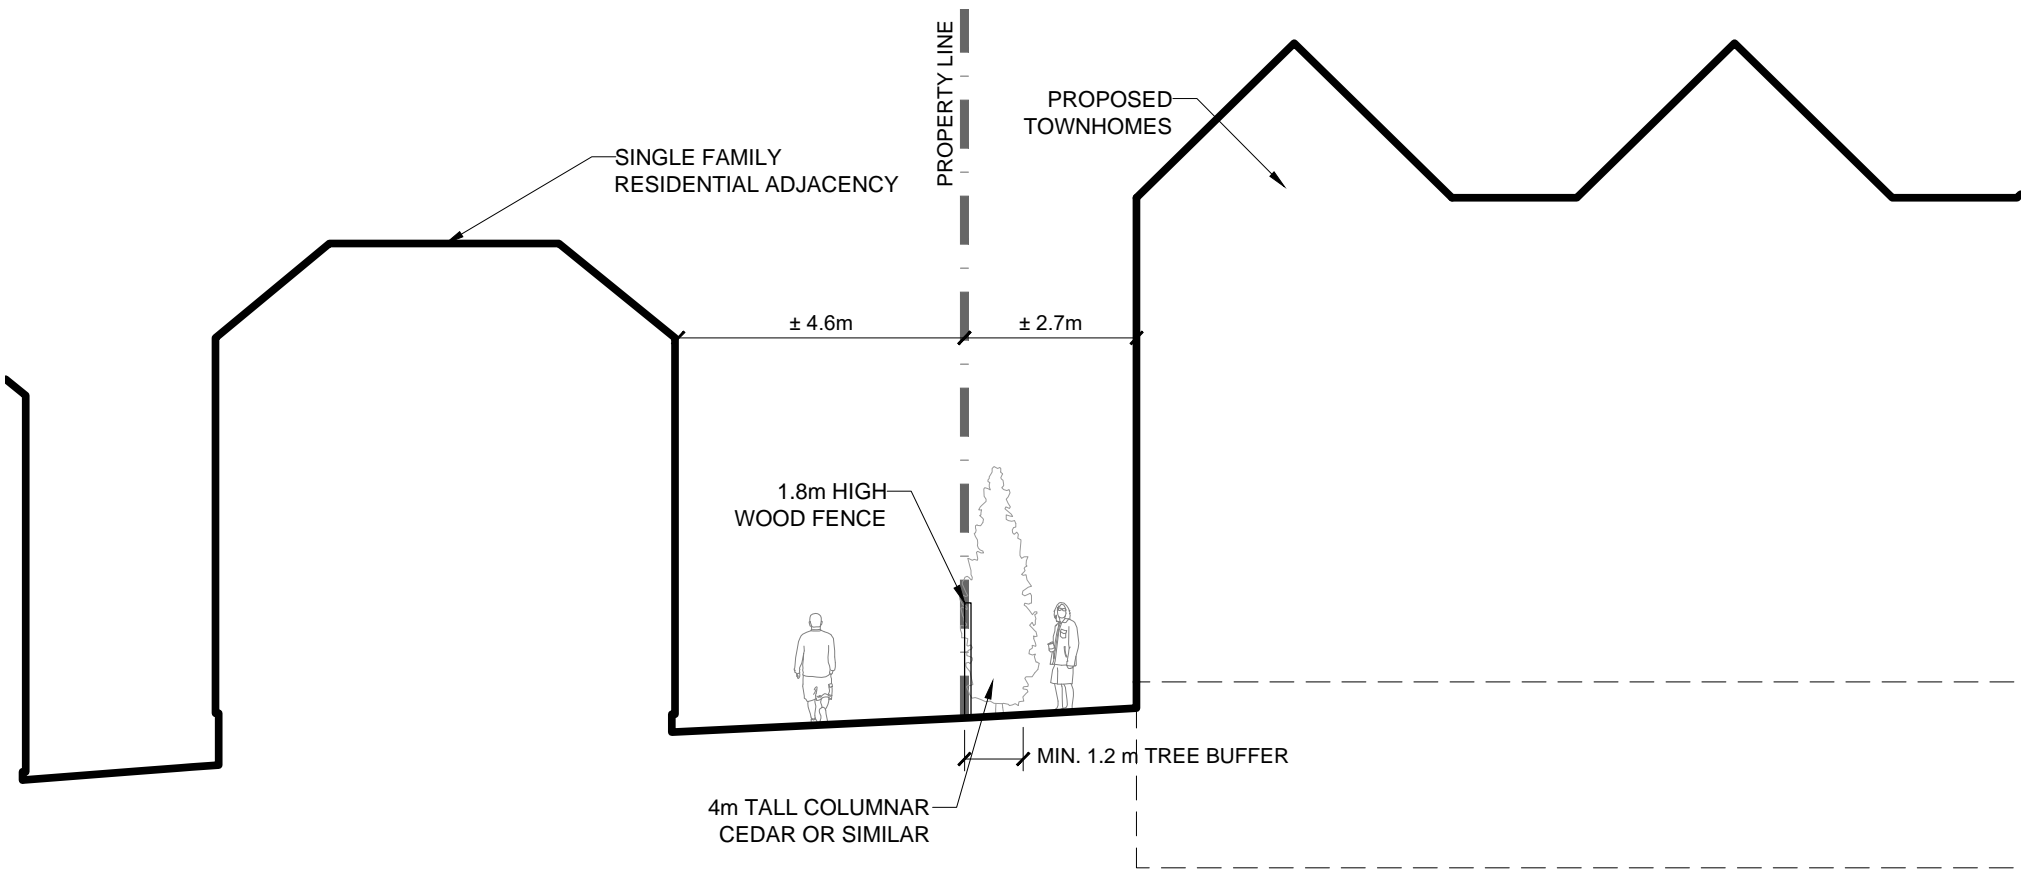 PROPERTY LINE
PROPOSED
TOWNHOMES
SINGLE FAMILY
RESIDENTIAL ADJACENCY
± 4.6m
± 2.7m
1.8m HIGH
WOOD FENCE
MIN. 1.2 m TREE BUFFER
4m TALL COLUMNAR
CEDAR OR SIMILAR